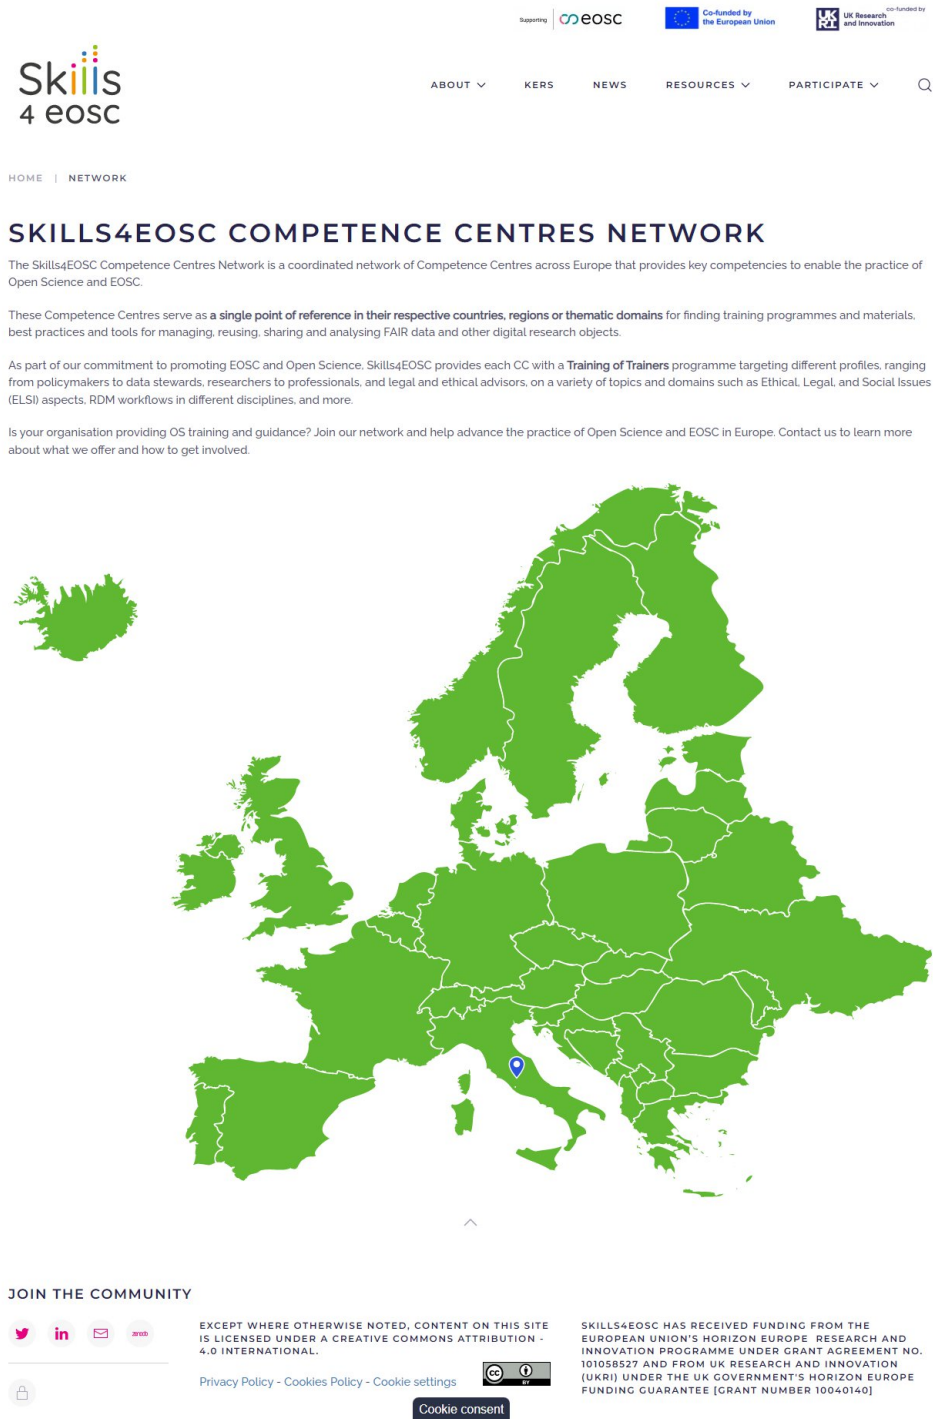 Supporting
eosc
Co-funded by
the European Union
co-funded by
UK RI
UK Research
and Innovation
Skills
4 eosc
ABOUT
KERS
NEWS
RESOURCES
PARTICIPATE
HOME | NETWORK
SKILLS4EOSC COMPETENCE CENTRES NETWORK
The Skills4EOSC Competence Centres Network is a coordinated network of Competence Centres across Europe that provides key competencies to enable the practice of
Open Science and EOSC.
These Competence Centres serve as a single point of reference in their respective countries, regions or thematic domains for finding training programmes and materials,
best practices and tools for managing, reusing, sharing and analysing FAIR data and other digital research objects.
As part of our commitment to promoting EOSC and Open Science, Skills4EOSC provides each CC with a Training of Trainers programme targeting different profiles, ranging
from policymakers to data stewards, researchers to professionals, and legal and ethical advisors, on a variety of topics and domains such as Ethical, Legal, and Social Issues
(ELSI) aspects, RDM workflows in different disciplines, and more.
Is your organisation providing OS training and guidance? Join our network and help advance the practice of Open Science and EOSC in Europe. Contact us to learn more
about what we offer and how to get involved.
JOIN THE COMMUNITY
in
zenodo
EXCEPT WHERE OTHERWISE NOTED, CONTENT ON THIS SITE
IS LICENSED UNDER A CREATIVE COMMONS ATTRIBUTION -
4.0 INTERNATIONAL.
Privacy Policy - Cookies Policy - Cookie settings
cc
BY
SKILLS4EOSC HAS RECEIVED FUNDING FROM THE
EUROPEAN UNION'S HORIZON EUROPE RESEARCH AND
INNOVATION PROGRAMME UNDER GRANT AGREEMENT NO.
101058527 AND FROM UK RESEARCH AND INNOVATION
(UKRI) UNDER THE UK GOVERNMENT'S HORIZON EUROPE
FUNDING GUARANTEE [GRANT NUMBER 10040140]
Cookie consent